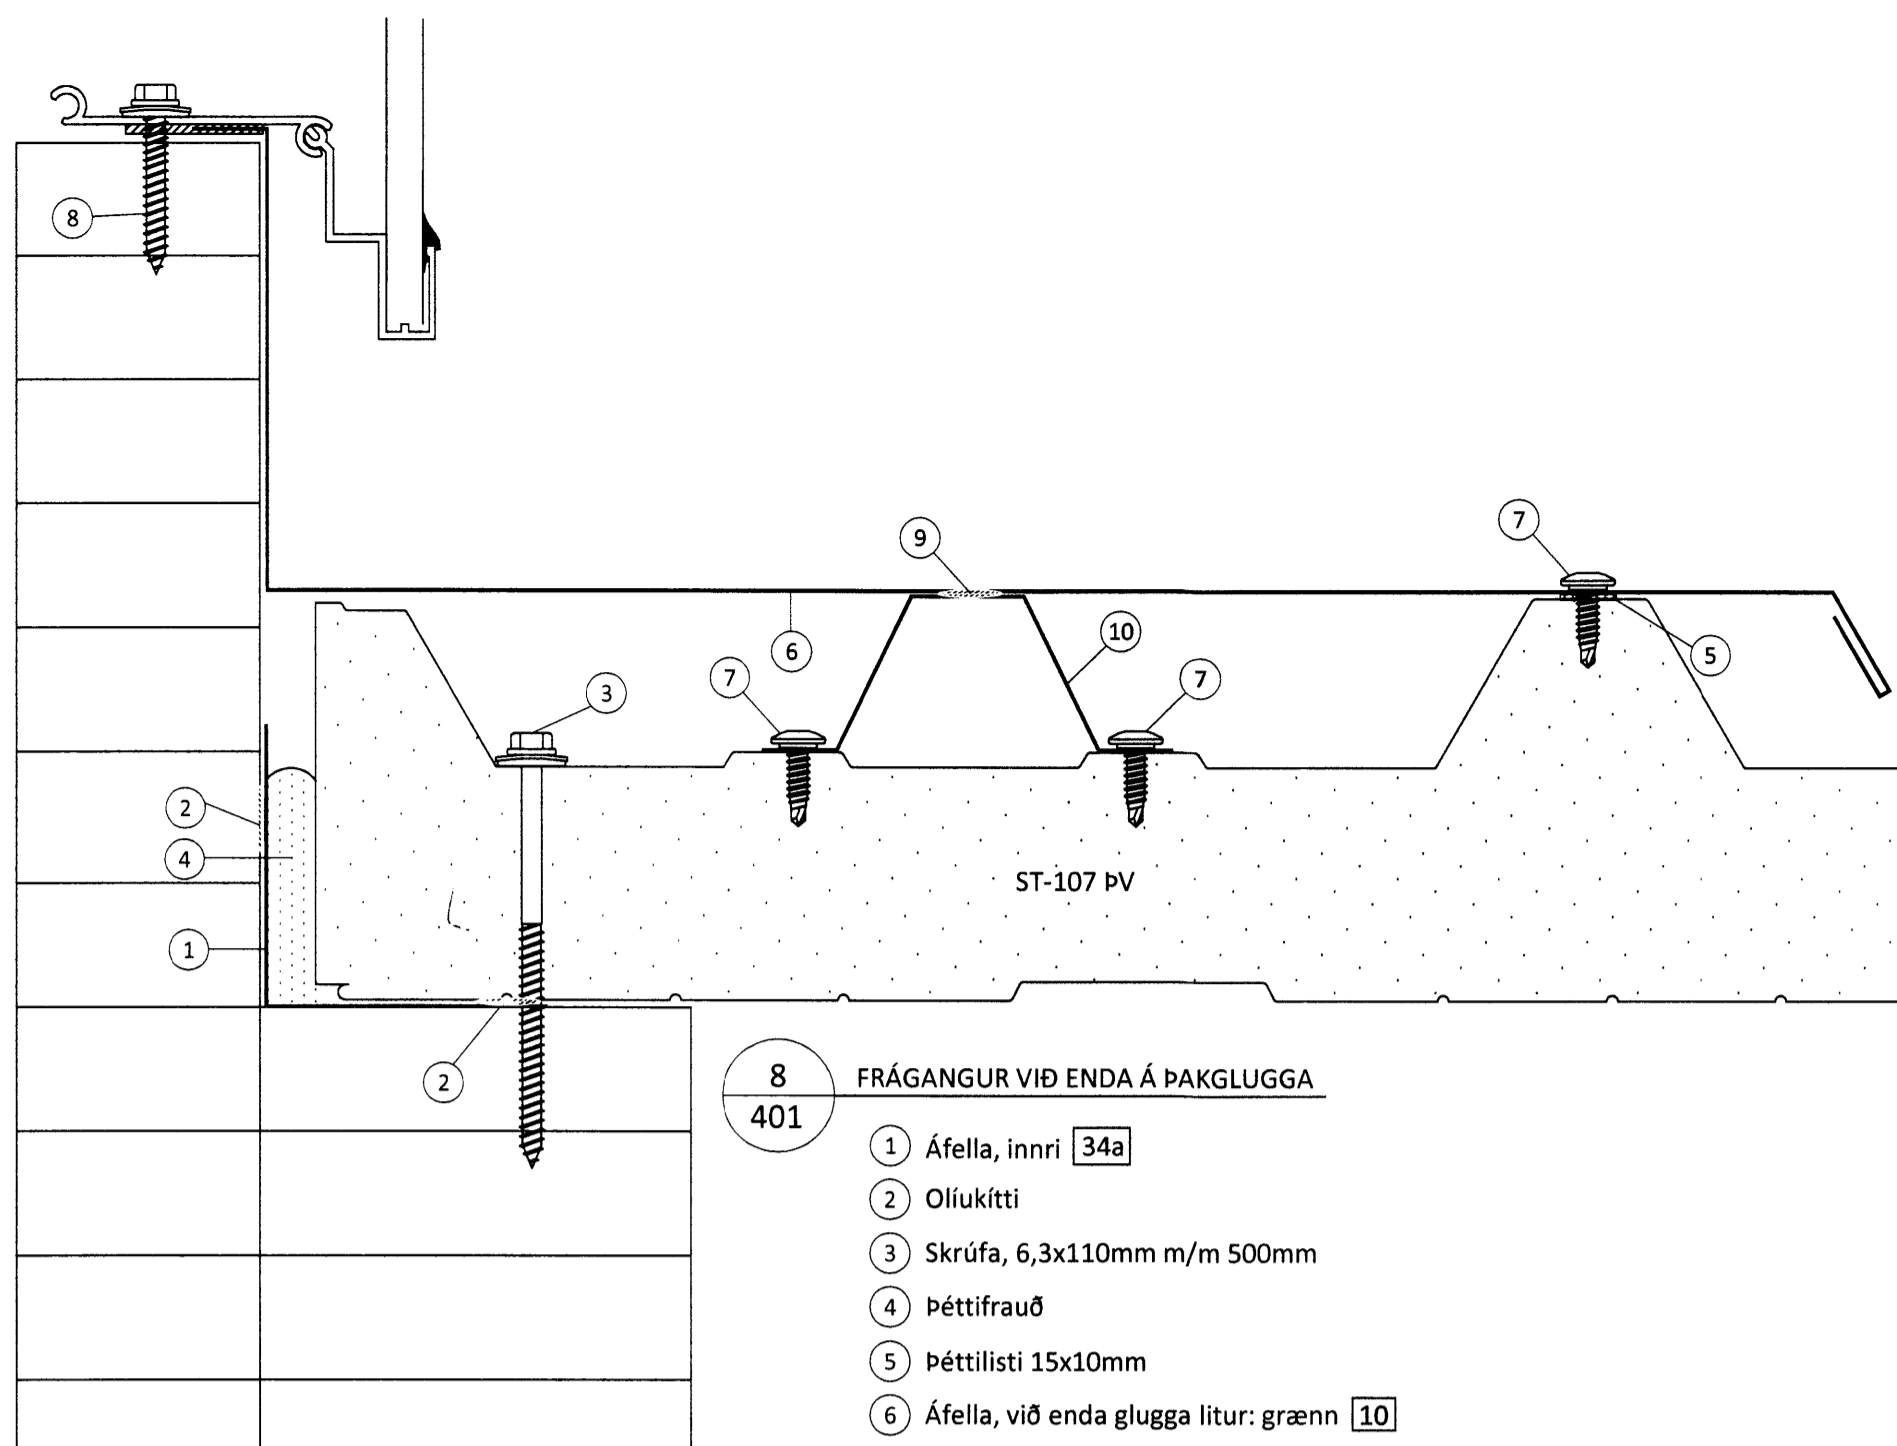 8
9
7
6
10
5
3
7
7
2
4
1
ST-107 ÞV
2
8
401
FRÁGANGUR VIÐ ENDA Á ÞAKGLUGGA
1 Áfella, innri 34a
2 Olíukítti
3 Skrúfa, 6,3x110mm m/m 500mm
4 Þéttifrauð
5 Þéttilisti 15x10mm
6 Áfella, við enda glugga litur: grænn 10